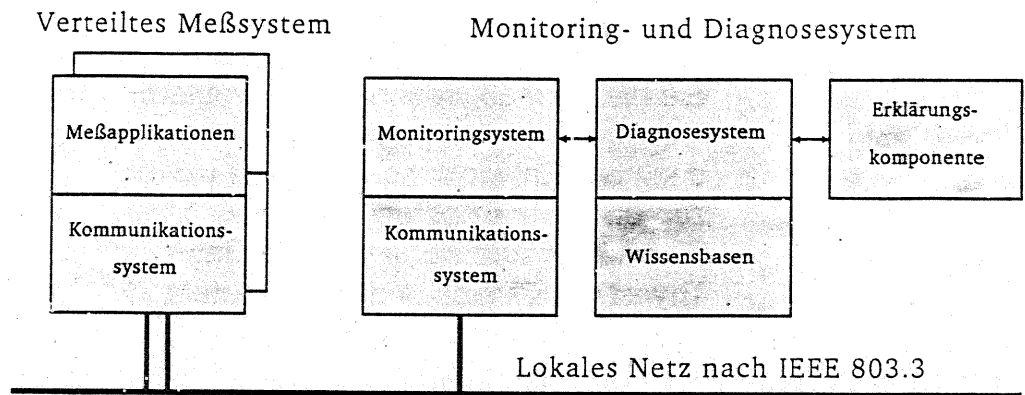 Verteiltes Meßsystem
Monitoring- und Diagnosesystem
Meßapplikationen
Kommunikations-
system
Monitoringsystem
Kommunikations-
system
Diagnosesystem
Wissensbasen
Erklärungs-
komponente
Lokales Netz nach IEEE 803.3